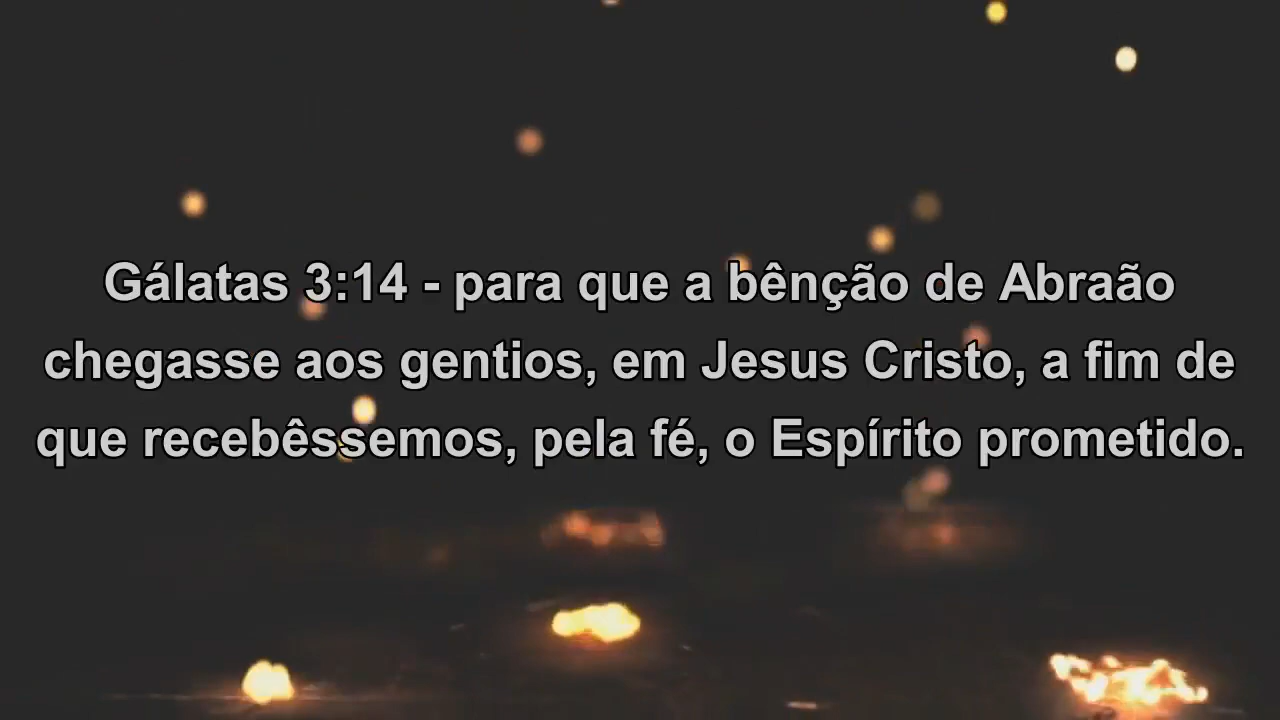 Gálatas 3:14 - para que a bênção de Abraão
chegasse aos gentios, em Jesus Cristo, a fim de
que recebêssemos, pela fé, o Espírito prometido.